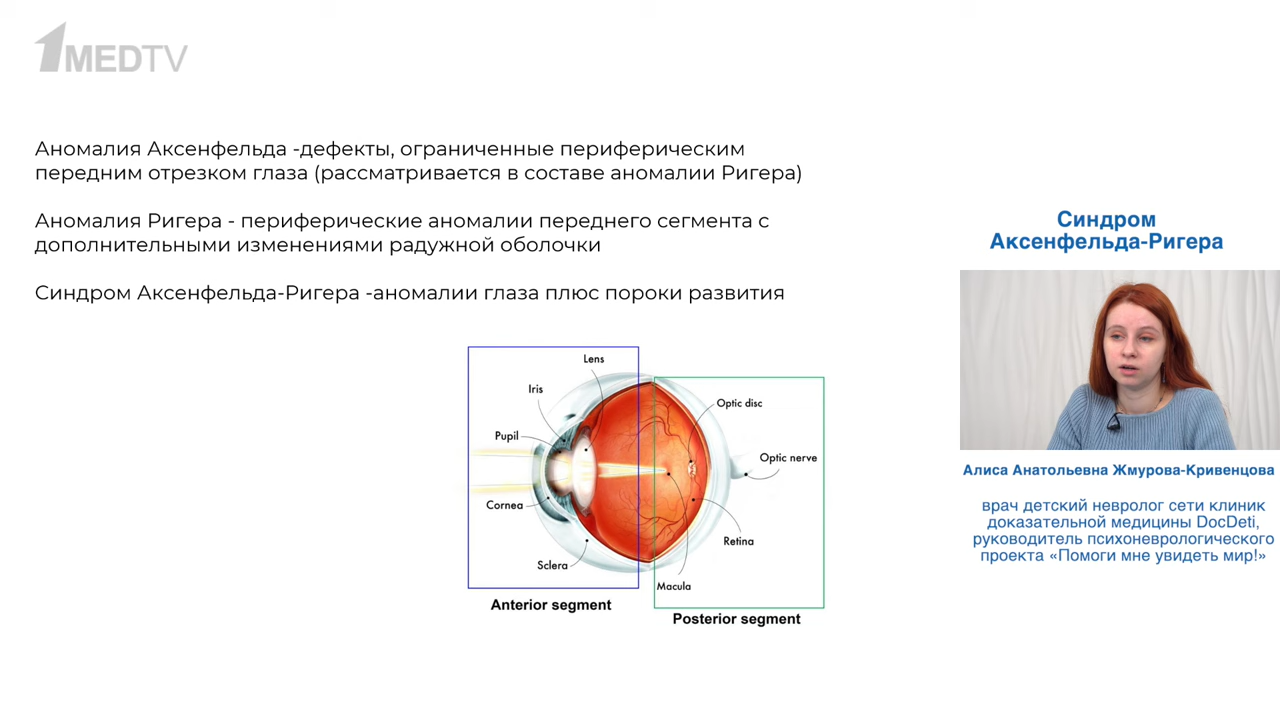 1MEDTV
Аномалия Аксенфельда -дефекты, ограниченные периферическим
передним отрезком глаза (рассматривается в составе аномалии Ригера)
Аномалия Ригера - периферические аномалии переднего сегмента с
дополнительными изменениями радужной оболочки
Синдром Аксенфельда-Ригера -аномалии глаза плюс пороки развития
Lens
Iris
Pupil
Cornea
Sclera
Anterior segment
Optic disc
Optic nerve
Retina
Macula
Posterior segment
Синдром
Аксенфельда-Ригера
Алиса Анатольевна Жмурова-Кривенцова
врач детский невролог сети клиник
доказательной медицины DocDeti,
руководитель психоневрологического
проекта «Помоги мне увидеть мир!»